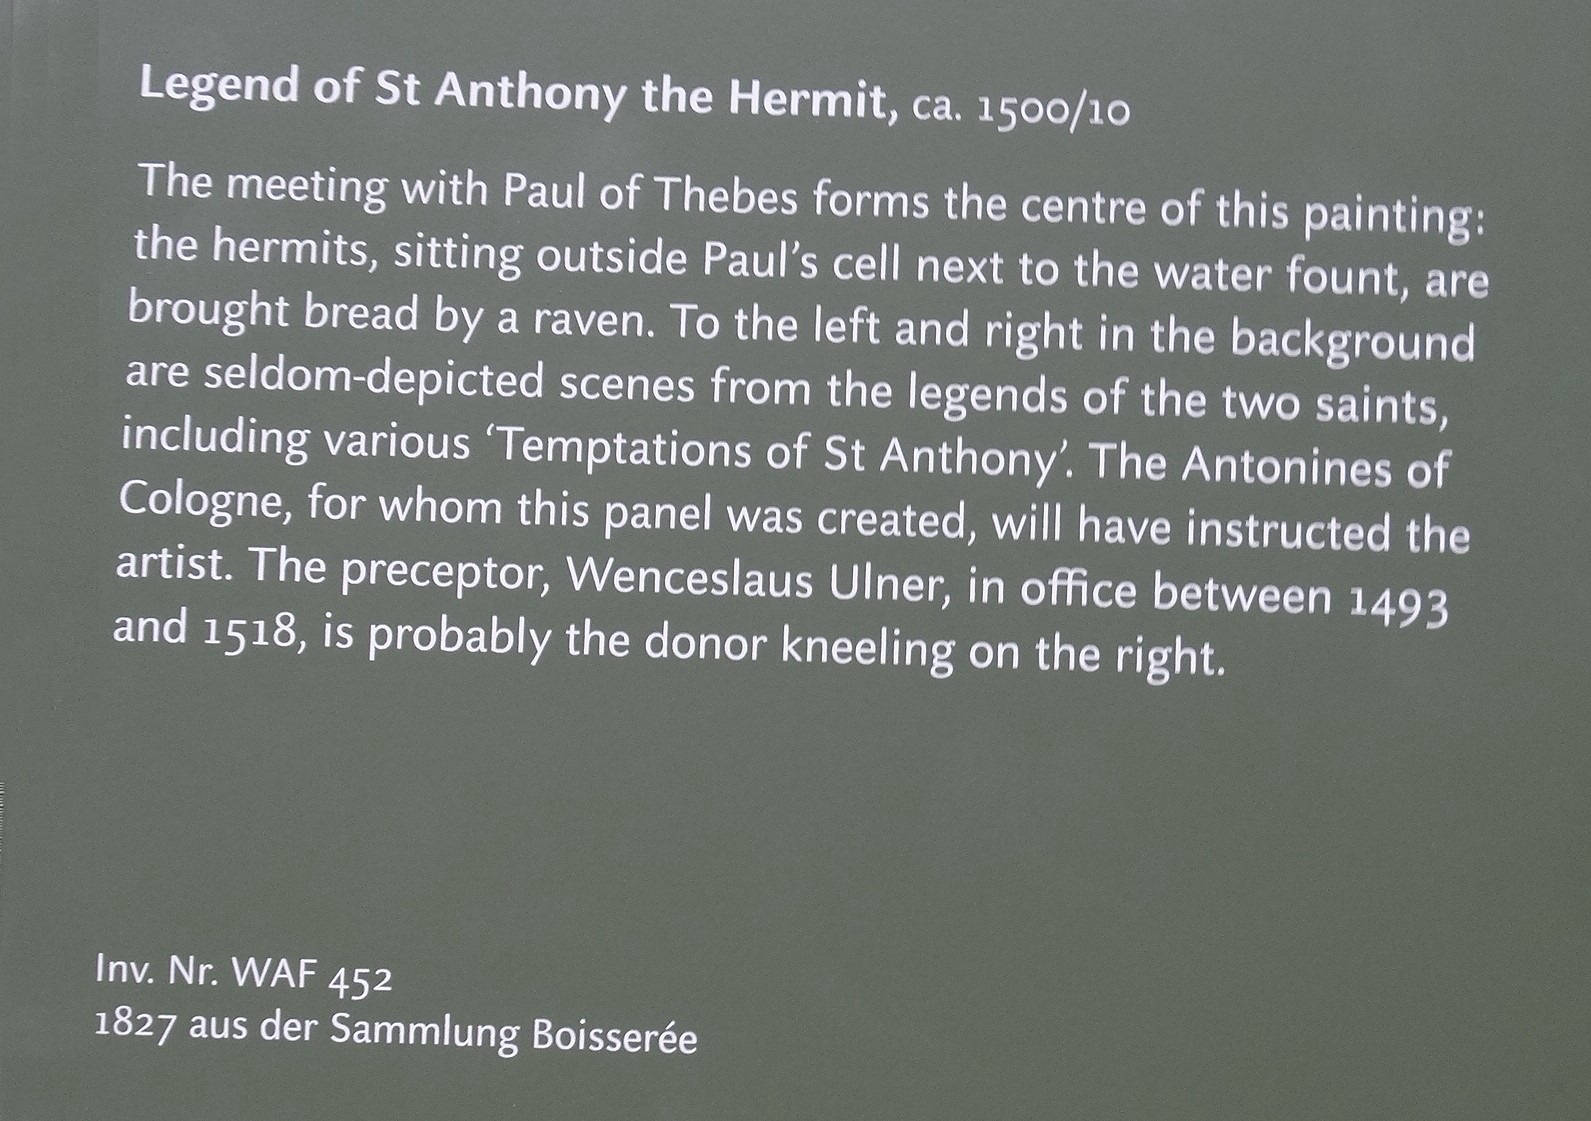 Legend of St Anthony the Hermit, ca. 1500/10
The meeting with Paul of Thebes forms the centre of this painting:
the hermits, sitting outside Paul’s cell next to the water fount, are
brought bread by a raven. To the left and right in the background
are seldom-depicted scenes from the legends of the two saints,
including various ‘Temptations of St Anthony’. The Antonines of
Cologne, for whom this panel was created, will have instructed the
artist. The preceptor, Wenceslaus Ulner, in office between 1493
and 1518, is probably the donor kneeling on the right.
Inv. Nr. WAF 452
1827 aus der Sammlung Boisserée